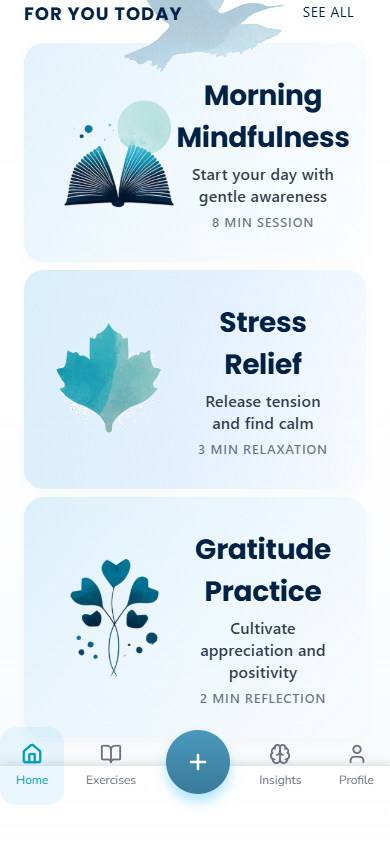 FOR YOU TODAY
SEE ALL
Morning
Mindfulness
Start your day with
gentle awareness
8 MIN SESSION
Stress
Relief
Release tension
and find calm
3 MIN RELAXATION
Gratitude
Practice
Cultivate
appreciation and
positivity
2 MIN REFLECTION
Home
Exercises
Insights
Profile